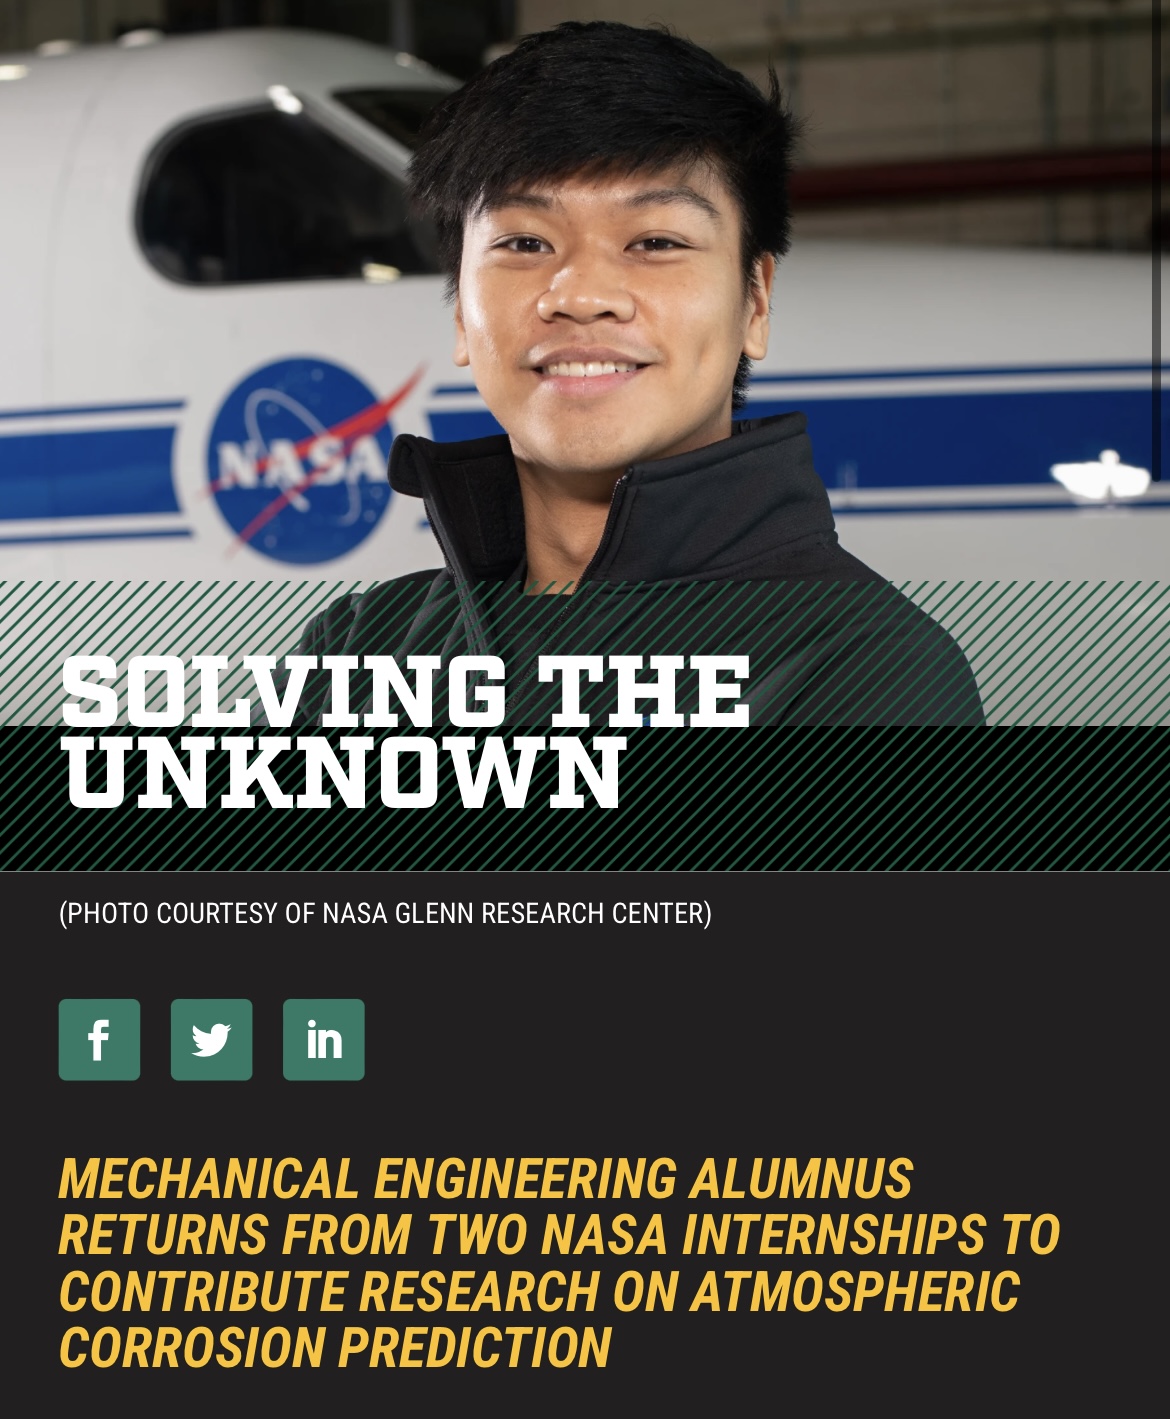 NASA
SOLVING THE
UNKNOWN
(PHOTO COURTESY OF NASA GLENN RESEARCH CENTER)
f
in
MECHANICAL ENGINEERING ALUMNUS
RETURNS FROM TWO NASA INTERNSHIPS TO
CONTRIBUTE RESEARCH ON ATMOSPHERIC
CORROSION PREDICTION